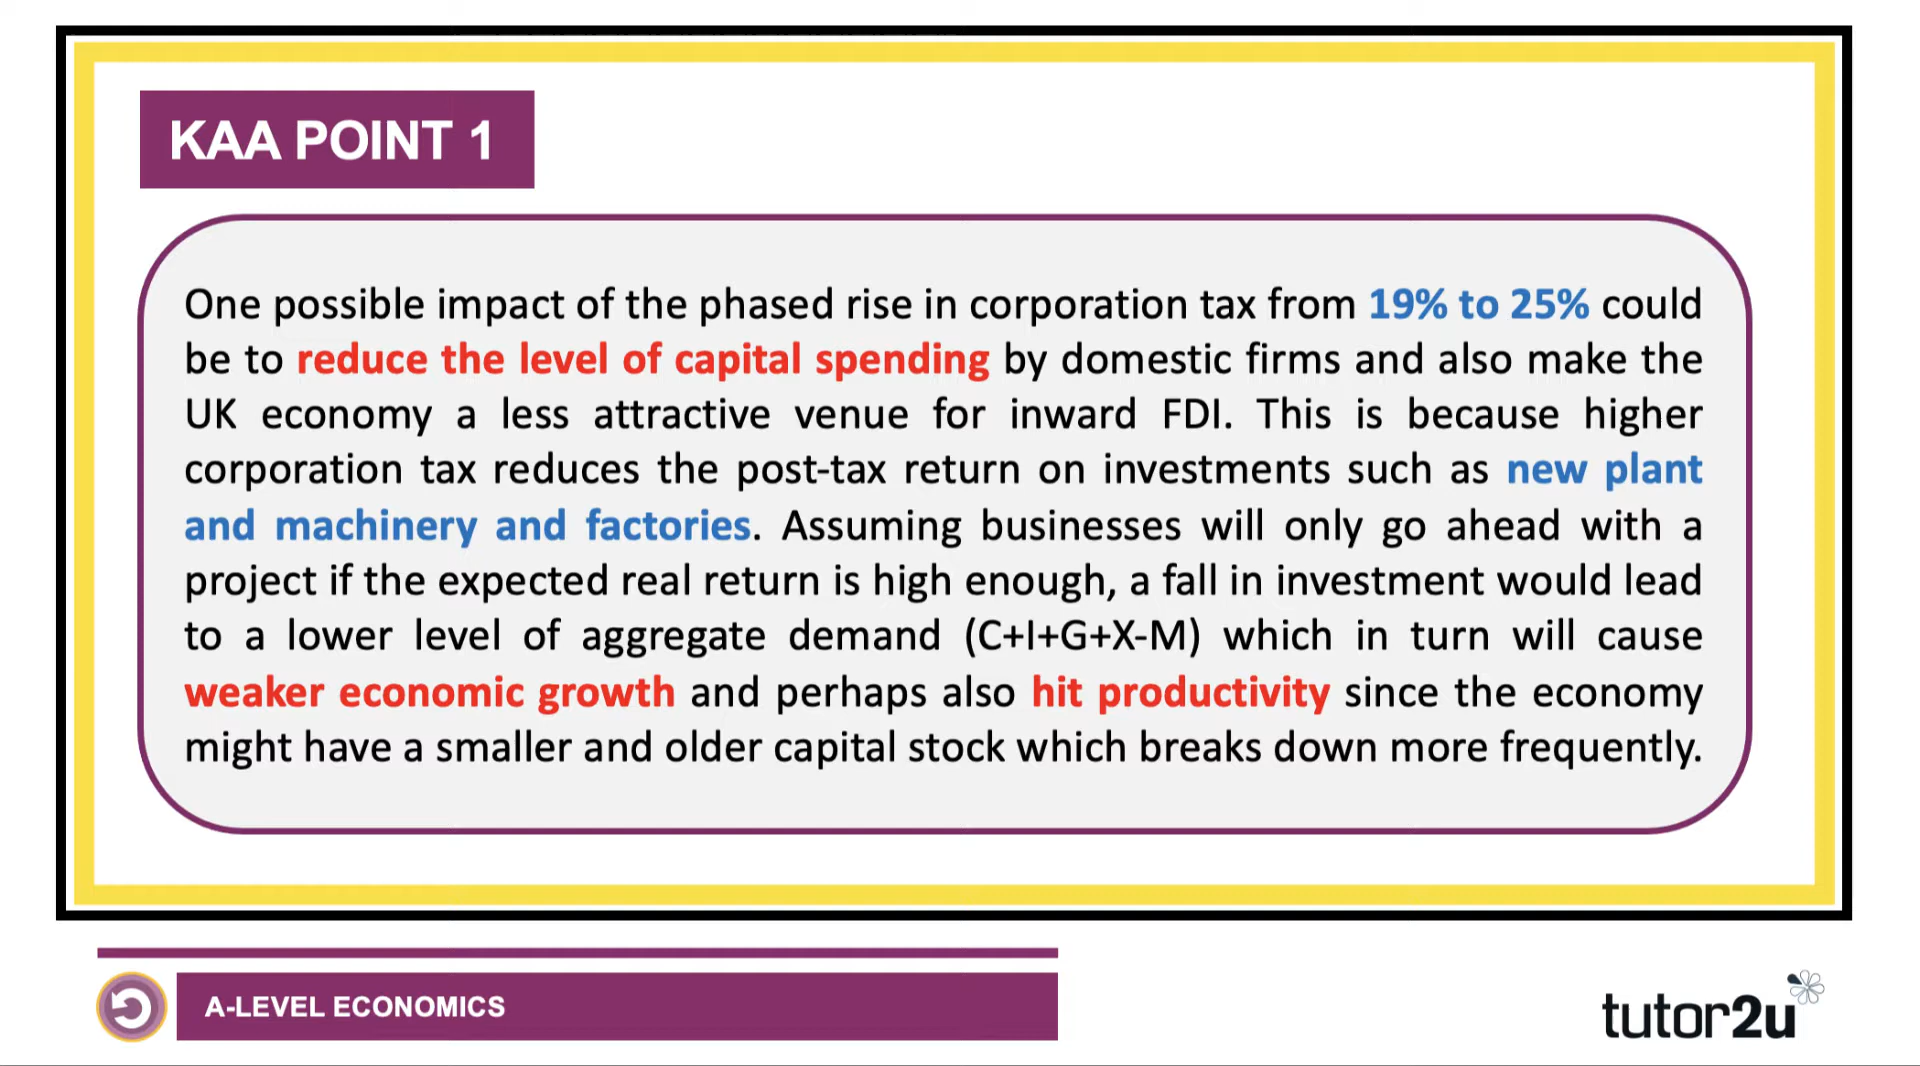 KAA POINT 1
One possible impact of the phased rise in corporation tax from 19% to 25% could
be to reduce the level of capital spending by domestic firms and also make the
UK economy a less attractive venue for inward FDI. This is because higher
corporation tax reduces the post-tax return on investments such as new plant
and machinery and factories. Assuming businesses will only go ahead with a
project if the expected real return is high enough, a fall in investment would lead
to a lower level of aggregate demand (C+I+G+X-M) which in turn will cause
weaker economic growth and perhaps also hit productivity since the economy
might have a smaller and older capital stock which breaks down more frequently.
A-LEVEL ECONOMICS
tutor2u